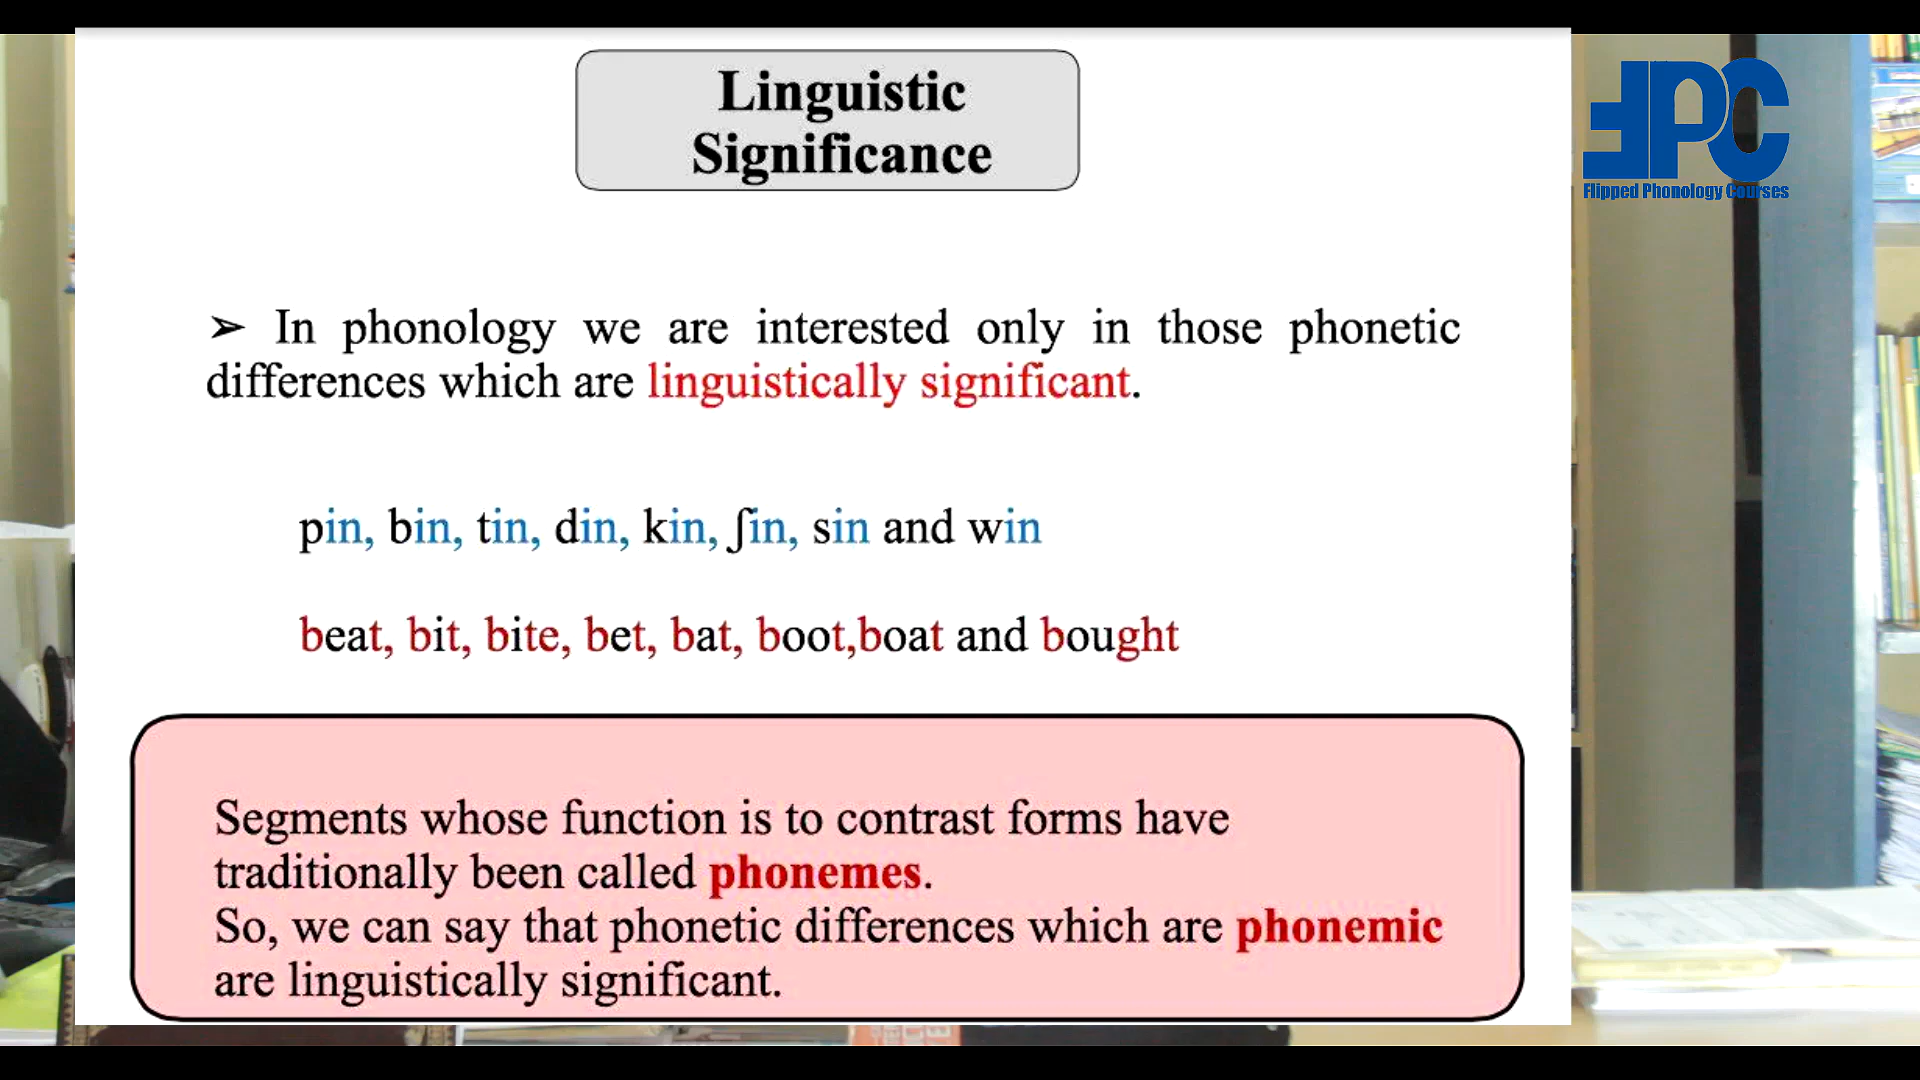 Linguistic
Significance
Flipped Phonology Courses
➢ In phonology we are interested only in those phonetic
differences which are linguistically significant.
pin, bin, tin, din, kin, ʃin, sin and win
beat, bit, bite, bet, bat, boot,boat and bought
Segments whose function is to contrast forms have
traditionally been called phonemes.
So, we can say that phonetic differences which are phonemic
are linguistically significant.